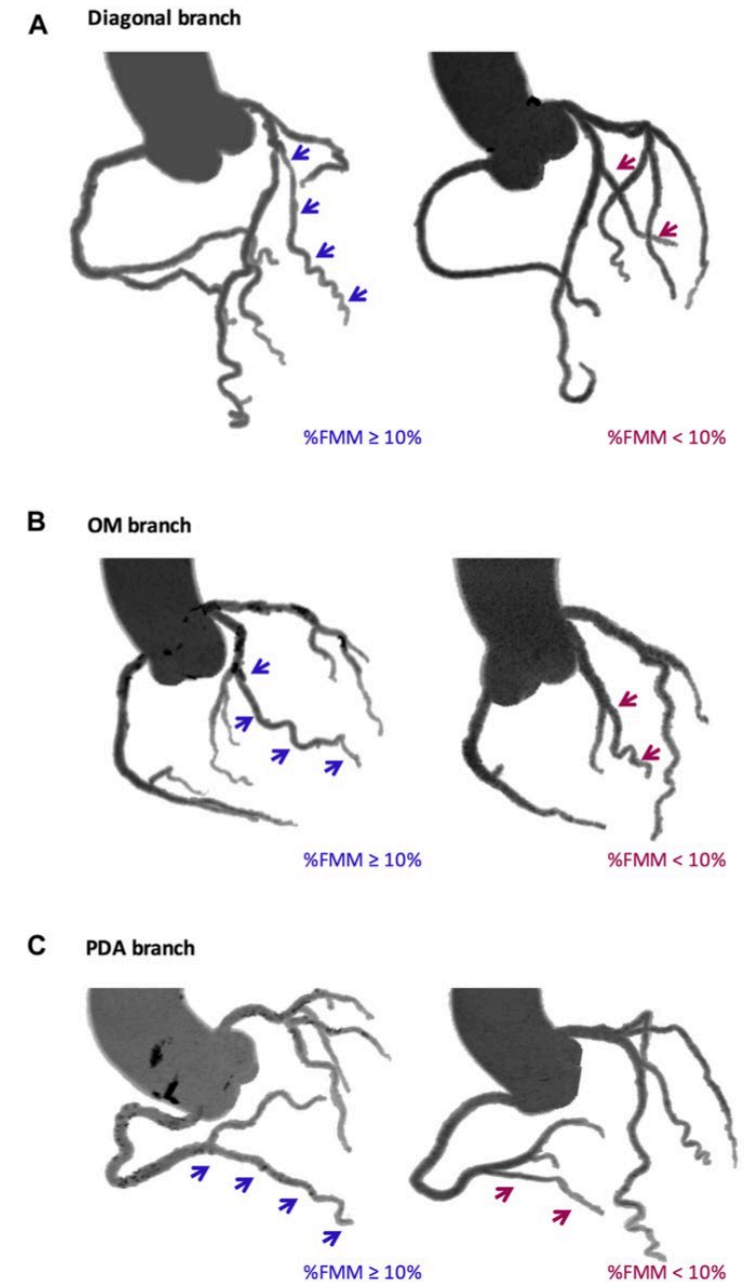 A Diagonal branch
%FMM ≥ 10% %FMM < 10%
B OM branch
%FMM ≥ 10% %FMM < 10%
C PDA branch
%FMM ≥ 10% %FMM < 10%